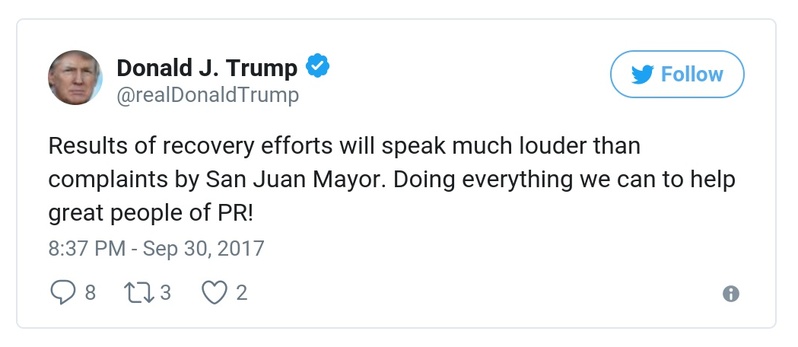 Donald J. Trump
@realDonaldTrump
Follow
Results of recovery efforts will speak much louder than
complaints by San Juan Mayor. Doing everything we can to help
great people of PR!
8:37 PM - Sep 30, 2017
8 3 2